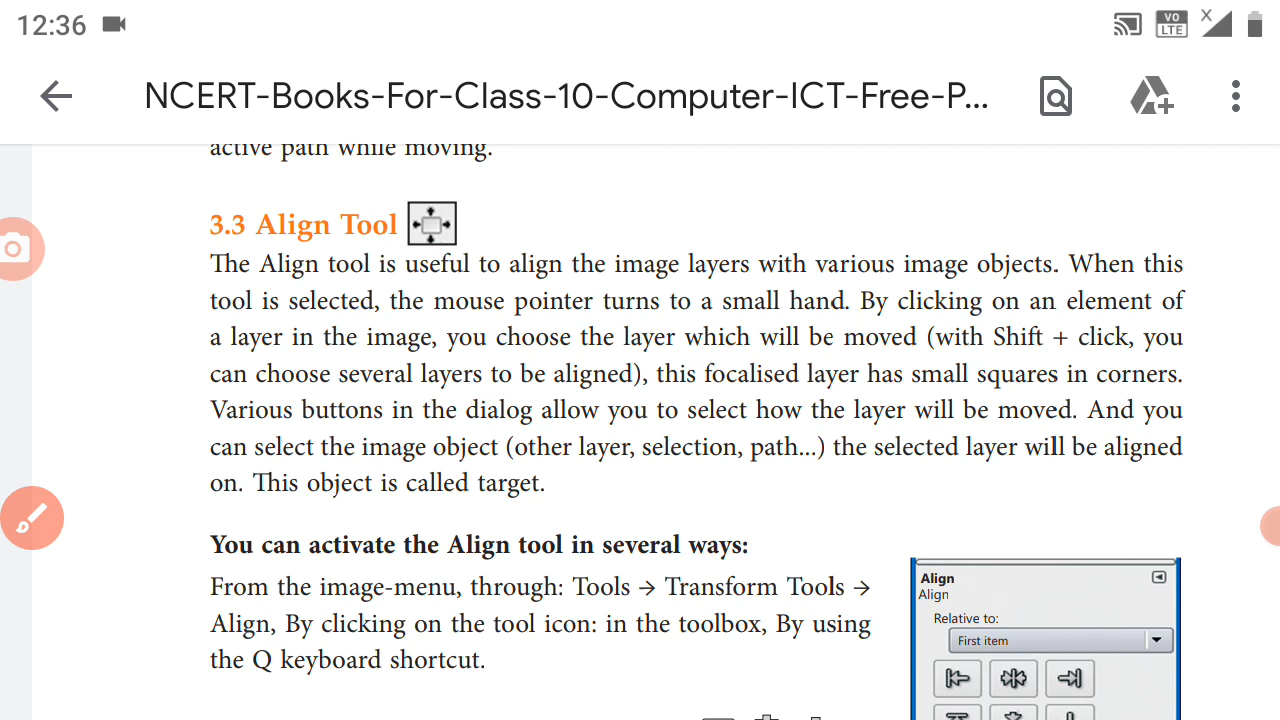 12:36
VO
LTE
X
NCERT-Books-For-Class-10-Computer-ICT-Free-P...
active path while moving.
3.3 Align Tool
The Align tool is useful to align the image layers with various image objects. When this
tool is selected, the mouse pointer turns to a small hand. By clicking on an element of
a layer in the image, you choose the layer which will be moved (with Shift + click, you
can choose several layers to be aligned), this focalised layer has small squares in corners.
Various buttons in the dialog allow you to select how the layer will be moved. And you
can select the image object (other layer, selection, path...) the selected layer will be aligned
on. This object is called target.
You can activate the Align tool in several ways:
From the image-menu, through: Tools → Transform Tools →
Align, By clicking on the tool icon: in the toolbox, By using
the Q keyboard shortcut.
Align
Align
Relative to:
First item